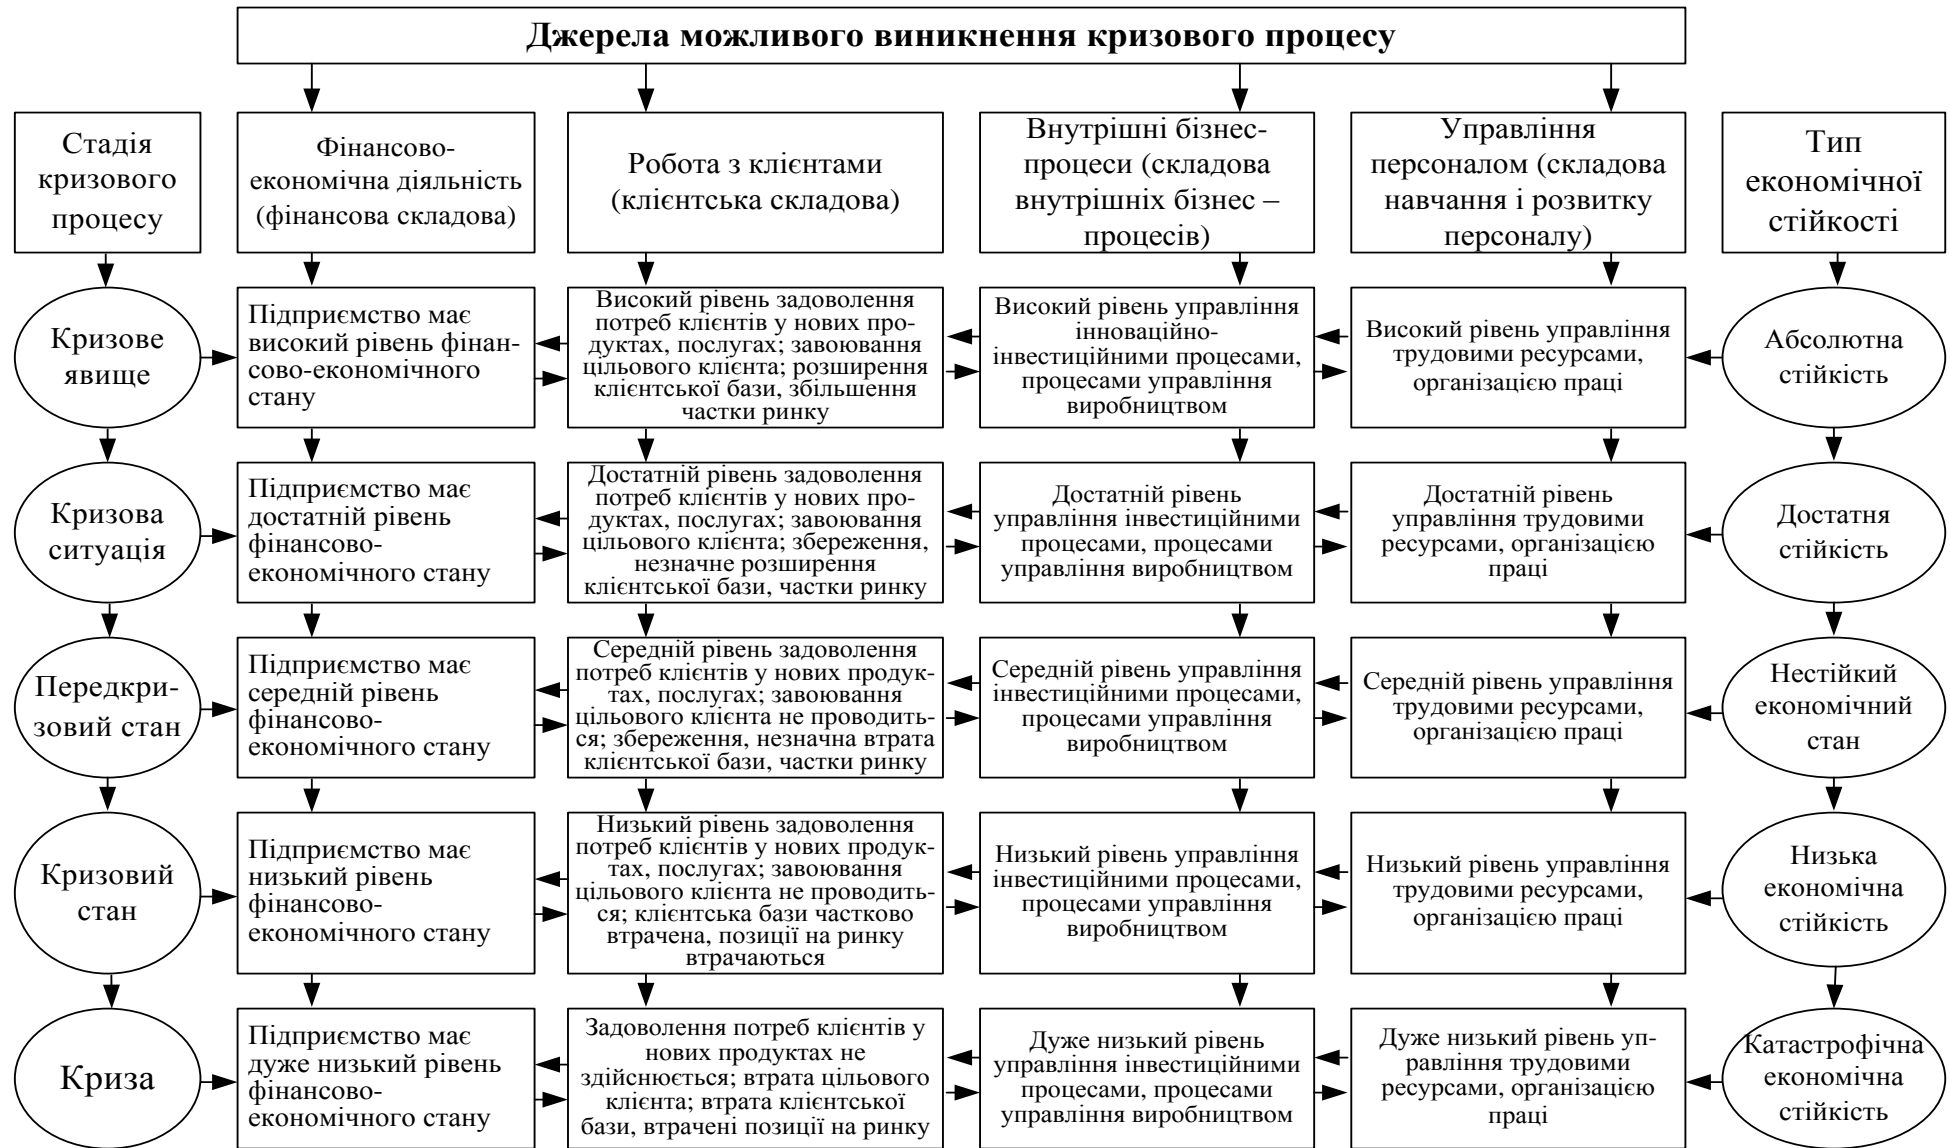 Джерела можливого виникнення кризового процесу
Стадія
кризового
процесу
Фінансово-
економічна діяльність
(фінансова складова)
Робота з клієнтами
(клієнтська складова)
Внутрішні бізнес-
процеси (складова
внутрішніх бізнес –
процесів)
Управління
персоналом (складова
навчання і розвитку
персоналу)
Тип
економічної
стійкості
Кризове
явище
Підприємство має
високий рівень фінан-
сово-економічного
стану
Високий рівень задоволення
потреб клієнтів у нових про-
дуктах, послугах; завоювання
цільового клієнта; розширення
клієнтської бази, збільшення
частки ринку
Високий рівень управління
інноваційно-
інвестиційними процесами,
процесами управління
виробництвом
Високий рівень управління
трудовими ресурсами,
організацією праці
Абсолютна
стійкість
Кризова
ситуація
Підприємство має
достатній рівень
фінансово-
економічного стану
Достатній рівень задоволення
потреб клієнтів у нових про-
дуктах, послугах; завоювання
цільового клієнта; збереження,
незначне розширення
клієнтської бази, частки ринку
Достатній рівень
управління інвестиційними
процесами, процесами
управління виробництвом
Достатній рівень
управління трудовими
ресурсами, організацією
праці
Достатня
стійкість
Передкри-
зовий стан
Підприємство має
середній рівень
фінансово-
економічного стану
Середній рівень задоволення
потреб клієнтів у нових продук-
тах, послугах; завоювання
цільового клієнта не проводить-
ся; збереження, незначна втрата
клієнтської бази, частки ринку
Середній рівень управління
інвестиційними процесами,
процесами управління
виробництвом
Середній рівень управління
трудовими ресурсами,
організацією праці
Нестійкий
економічний
стан
Кризовий
стан
Підприємство має
низький рівень
фінансово-
економічного стану
Низький рівень задоволення
потреб клієнтів у нових продук-
тах, послугах; завоювання
цільового клієнта не проводить-
ся; клієнтська бази частково
втрачена, позиції на ринку
втрачаються
Низький рівень управління
інвестиційними процесами,
процесами управління
виробництвом
Низький рівень управління
трудовими ресурсами,
організацією праці
Низька
економічна
стійкість
Криза
Підприємство має
дуже низький рівень
фінансово-
економічного стану
Задоволення потреб клієнтів у
нових продуктах не
здійснюється; втрата цільового
клієнта; втрата клієнтської
бази, втрачені позиції на ринку
Дуже низький рівень
управління інвестиційними
процесами, процесами
управління виробництвом
Дуже низький рівень уп-
равління трудовими
ресурсами, організацією
праці
Катастрофічна
економічна
стійкість